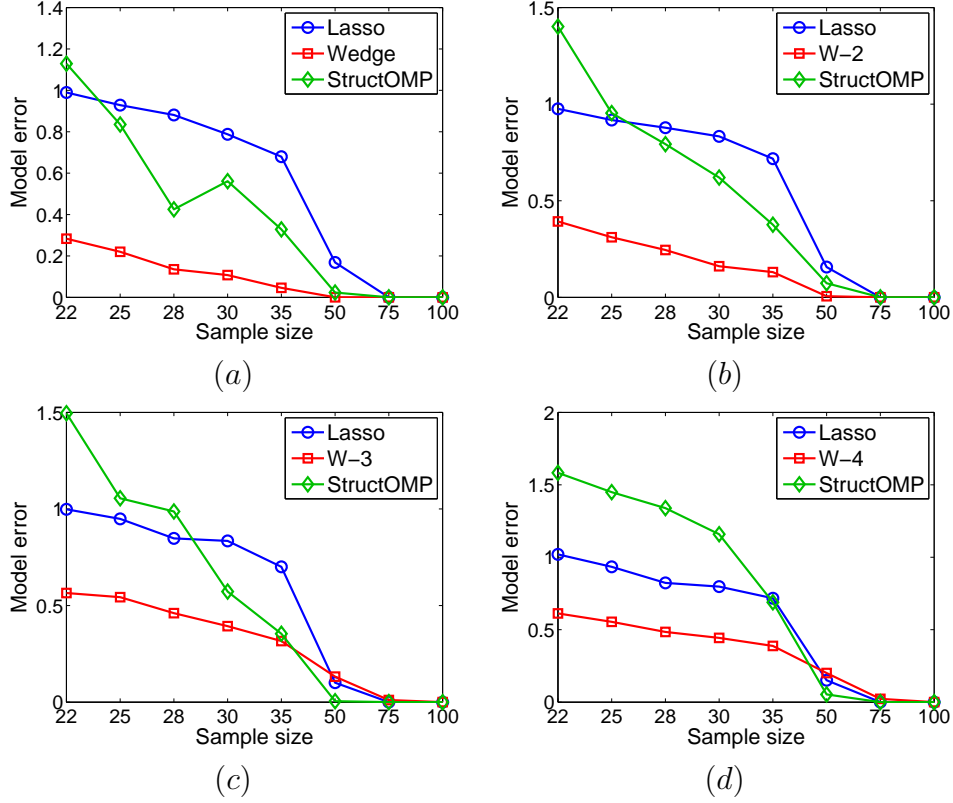 1.4
1.2
1
0.8
0.6
0.4
0.2
0
Model error
Lasso
Wedge
StructOMP
22 25 28 30 35 50 75 100
Sample size
(a)
1.5
1
0.5
0
Model error
Lasso
W-2
StructOMP
22 25 28 30 35 50 75 100
Sample size
(b)
1.5
1
0.5
0
Model error
Lasso
W-3
StructOMP
22 25 28 30 35 50 75 100
Sample size
(c)
2
1.5
1
0.5
0
Model error
Lasso
W-4
StructOMP
22 25 28 30 35 50 75 100
Sample size
(d)